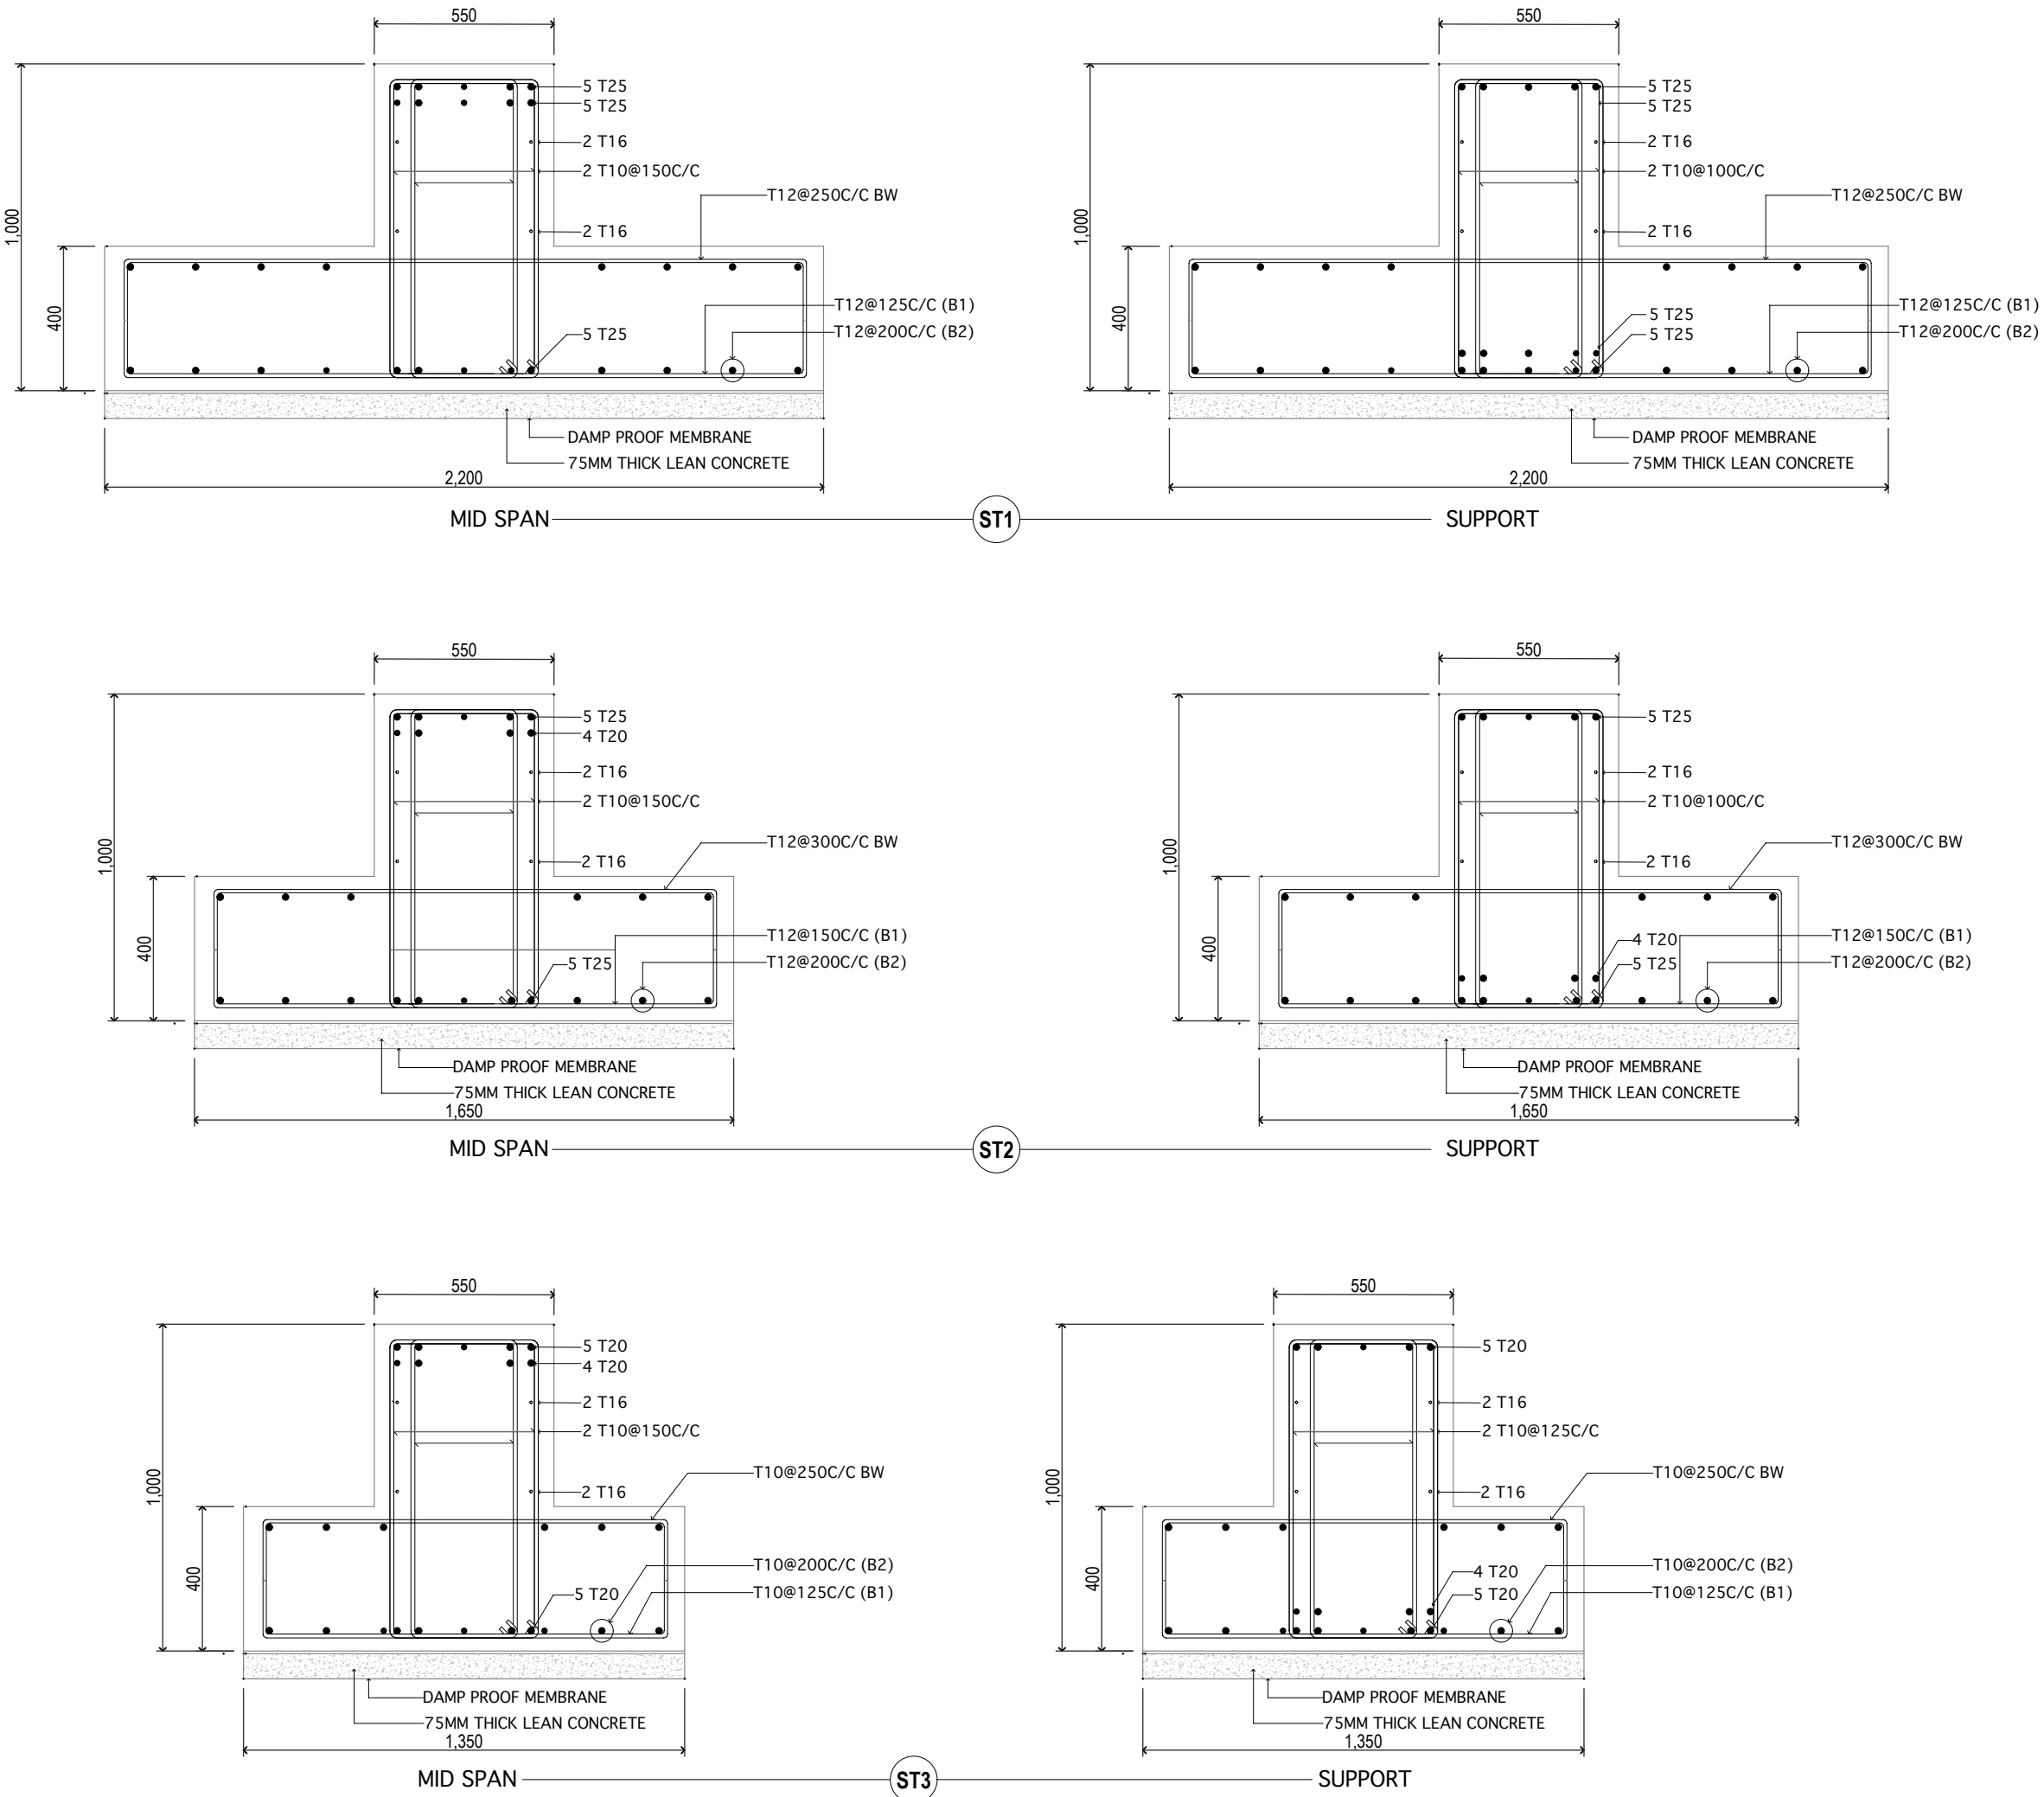 550
550
1,000
5 T25
5 T25
2 T16
2 T10@150C/C
T12@250C/C BW
2 T16
400
T12@125C/C (B1)
T12@200C/C (B2)
5 T25
DAMP PROOF MEMBRANE
75MM THICK LEAN CONCRETE
2,200
1,000
5 T25
5 T25
2 T16
2 T10@100C/C
T12@250C/C BW
2 T16
400
5 T25
5 T25
T12@125C/C (B1)
T12@200C/C (B2)
DAMP PROOF MEMBRANE
75MM THICK LEAN CONCRETE
2,200
MID SPAN
ST1
SUPPORT
550
550
1,000
5 T25
4 T20
2 T16
2 T10@150C/C
T12@300C/C BW
2 T16
400
T12@150C/C (B1)
T12@200C/C (B2)
5 T25
DAMP PROOF MEMBRANE
75MM THICK LEAN CONCRETE
1,650
1,000
5 T25
2 T16
2 T10@100C/C
T12@300C/C BW
2 T16
400
4 T20
5 T25
T12@150C/C (B1)
T12@200C/C (B2)
DAMP PROOF MEMBRANE
75MM THICK LEAN CONCRETE
1,650
MID SPAN
ST2
SUPPORT
550
550
1,000
5 T20
4 T20
2 T16
2 T10@150C/C
T10@250C/C BW
2 T16
400
T10@200C/C (B2)
T10@125C/C (B1)
5 T20
DAMP PROOF MEMBRANE
75MM THICK LEAN CONCRETE
1,350
1,000
5 T20
2 T16
2 T10@125C/C
T10@250C/C BW
2 T16
400
4 T20
5 T20
T10@200C/C (B2)
T10@125C/C (B1)
DAMP PROOF MEMBRANE
75MM THICK LEAN CONCRETE
1,350
MID SPAN
ST3
SUPPORT